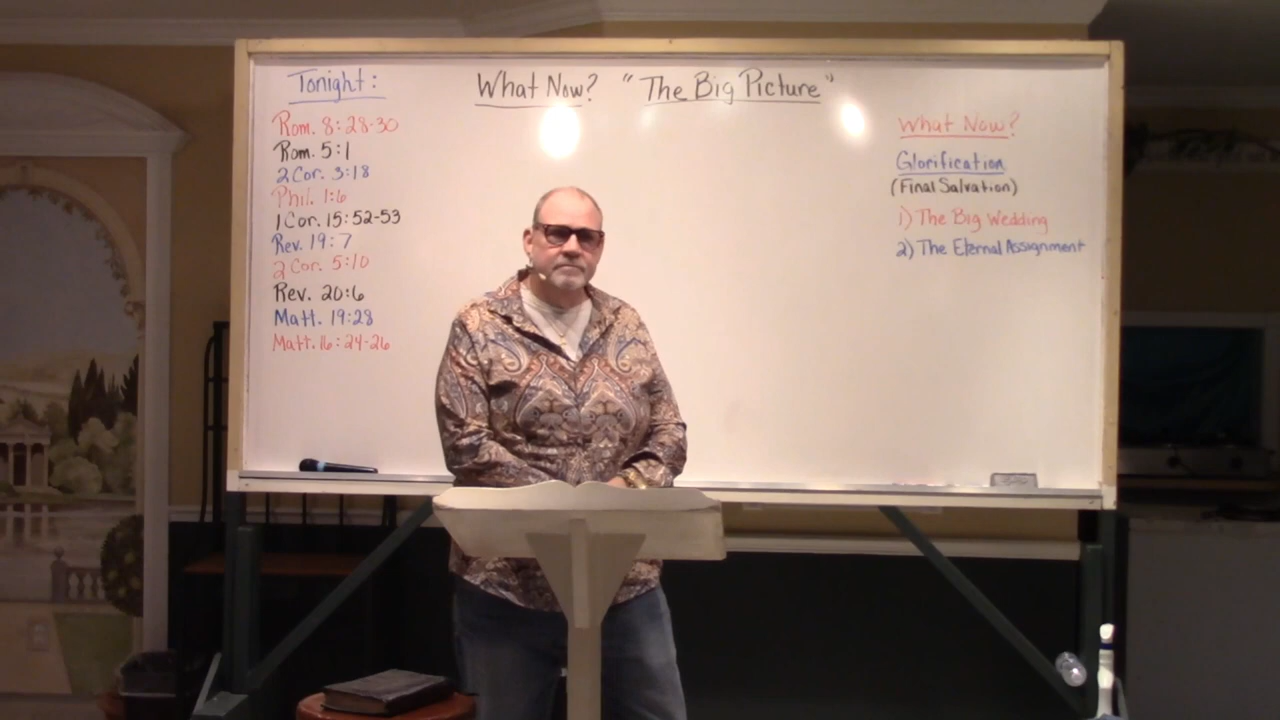 Tonight:
Rom. 8:28-30
Rom. 5:1
2 Cor. 3:18
Phil. 1:6
1 Cor. 15:52-53
Rev. 19:7
2 Cor. 5:10
Rev. 20:6
Matt. 19:28
Matt. 16:24-26
What Now? "The Big Picture"
What Now?
Glorification
(Final Salvation)
1) The Big Wedding
2) The Eternal Assignment